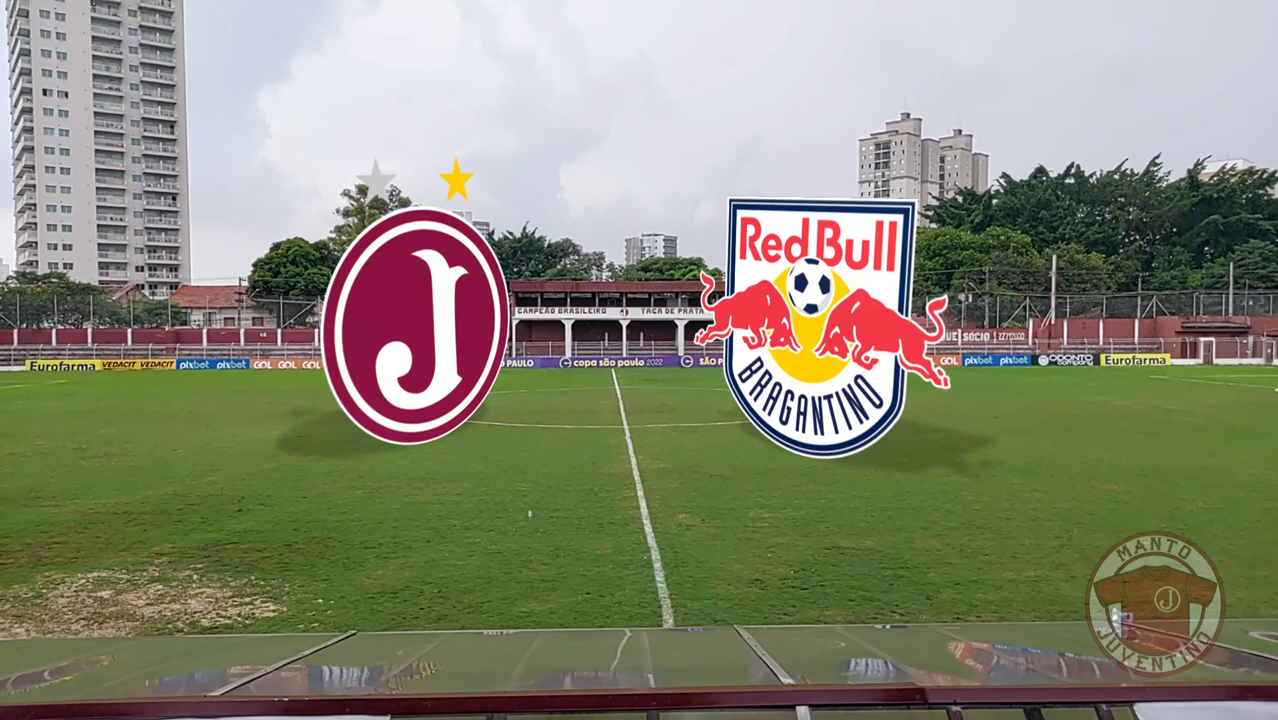 J
Red Bull
BRAGANTINO
CAMPEÃO BRASILEIRO J TAÇA DE PRATA
SÓCIO
Eurofarma VEDACIT VEDACIT pixbet pixbet GOL GOL
PAULO copa são paulo 2022 SÃO P
pixbet pixbet
Eurofarma
MANTO
J
JUVENTINO